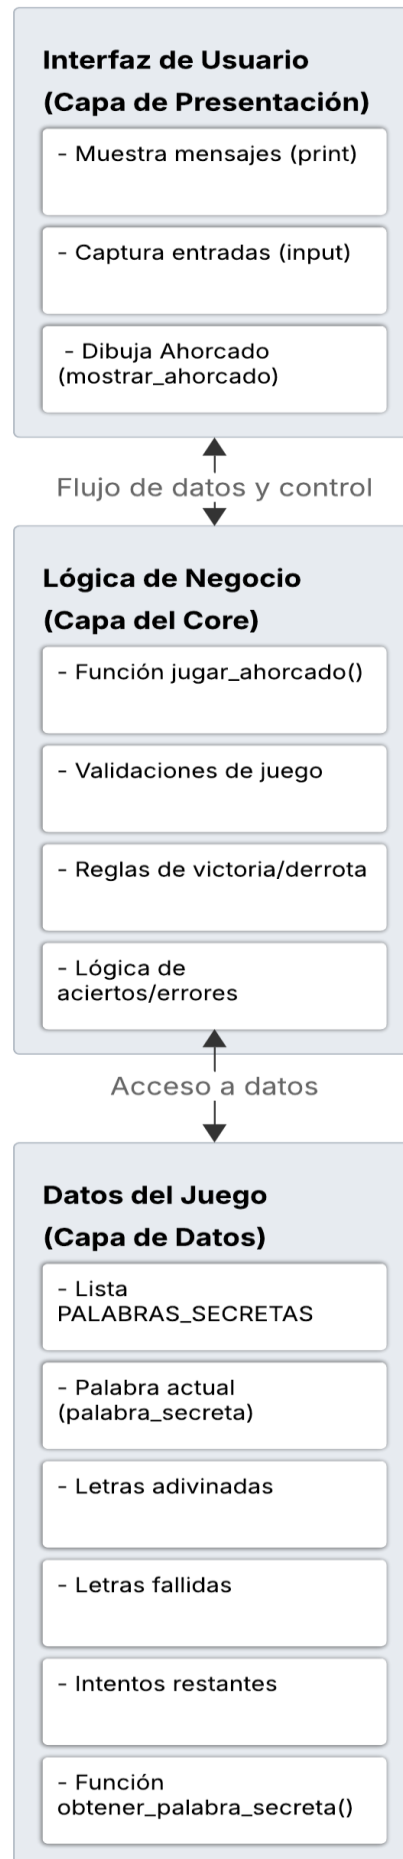 Interfaz de Usuario
(Capa de Presentación)
- Muestra mensajes (print)
- Captura entradas (input)
- Dibuja Ahorcado
(mostrar_ahorcado)
Flujo de datos y control
Lógica de Negocio
(Capa del Core)
- Función jugar_ahorcado()
- Validaciones de juego
- Reglas de victoria/derrota
- Lógica de
aciertos/errores
Acceso a datos
Datos del Juego
(Capa de Datos)
- Lista
PALABRAS_SECRETAS
- Palabra actual
(palabra_secreta)
- Letras adivinadas
- Letras fallidas
- Intentos restantes
- Función
obtener_palabra_secreta()